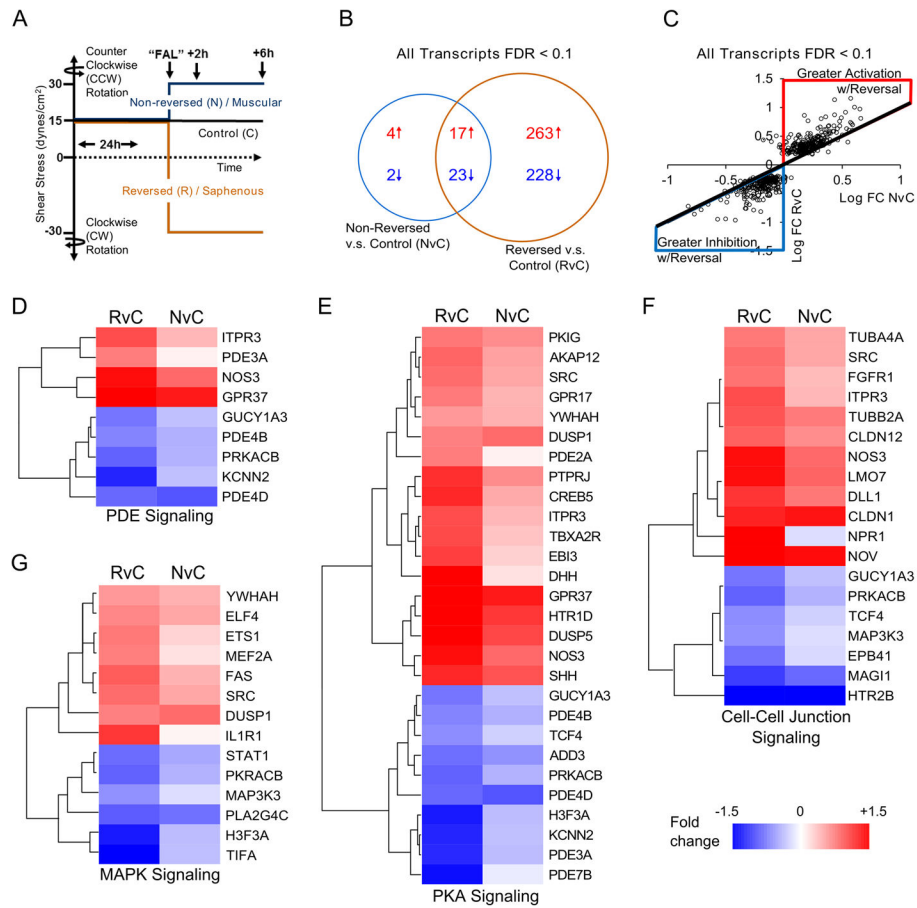 A
Counter
Clockwise
(CCW)
Rotation
"FAL" +2h +6h
30
Non-reversed (N) / Muscular
15
Control (C)
24h
0
Time
Reversed (R) / Saphenous
-30
Clockwise
(CW)
Rotation
Shear Stress (dynes/cm²)
B
All Transcripts FDR < 0.1
4↑ 17↑ 263↑
2↓ 23↓ 228↓
Non-Reversed
v.s. Control (NvC)
Reversed v.s.
Control (RvC)
C
All Transcripts FDR < 0.1
1.5
Greater Activation
w/Reversal
1
0.5
0
-1 -0.5 0 0.5 1
Log FC NvC
-0.5
-1
-1.5
Log FC RvC
Greater Inhibition
w/Reversal
D
RvC NvC
ITPR3
PDE3A
NOS3
GPR37
GUCY1A3
PDE4B
PRKACB
KCNN2
PDE4D
PDE Signaling
G
RvC NvC
YWHAH
ELF4
ETS1
MEF2A
FAS
SRC
DUSP1
IL1R1
STAT1
PKRACB
MAP3K3
PLA2G4C
H3F3A
TIFA
MAPK Signaling
E
RvC NvC
PKIG
AKAP12
SRC
GPR17
YWHAH
DUSP1
PDE2A
PTPRJ
CREB5
ITPR3
TBXA2R
EBI3
DHH
GPR37
HTR1D
DUSP5
NOS3
SHH
GUCY1A3
PDE4B
TCF4
ADD3
PRKACB
PDE4D
H3F3A
KCNN2
PDE3A
PDE7B
PKA Signaling
F
RvC NvC
TUBA4A
SRC
FGFR1
ITPR3
TUBB2A
CLDN12
NOS3
LMO7
DLL1
CLDN1
NPR1
NOV
GUCY1A3
PRKACB
TCF4
MAP3K3
EPB41
MAGI1
HTR2B
Cell-Cell Junction
Signaling
-1.5 0 +1.5
Fold
change